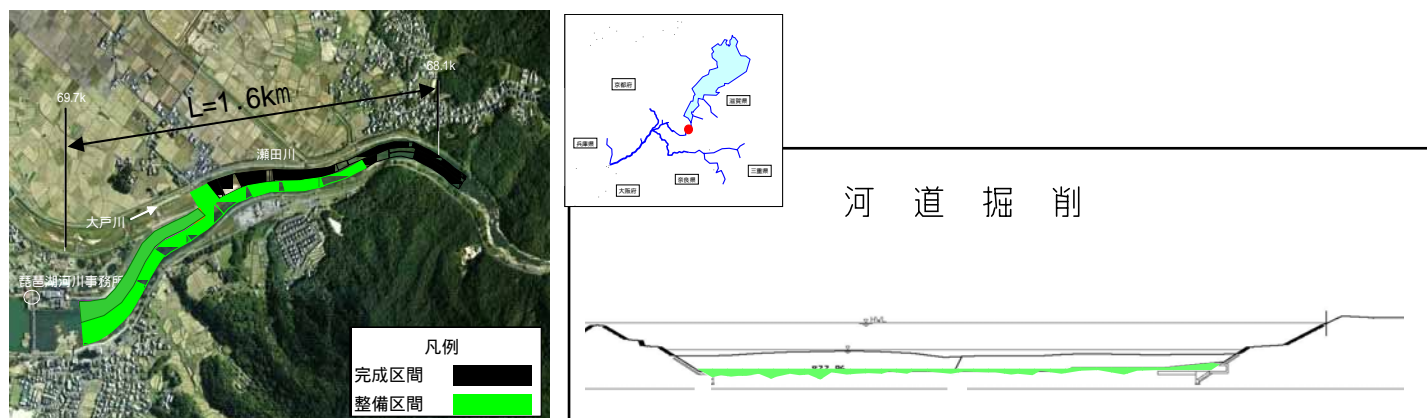 69.7k
L=1.6km
68.1k
瀬田川
大戸川
琵琶湖河川事務所
凡例
完成区間
整備区間
京都府
滋賀県
兵庫県
大阪府
奈良県
三重県
河道掘削
HWL